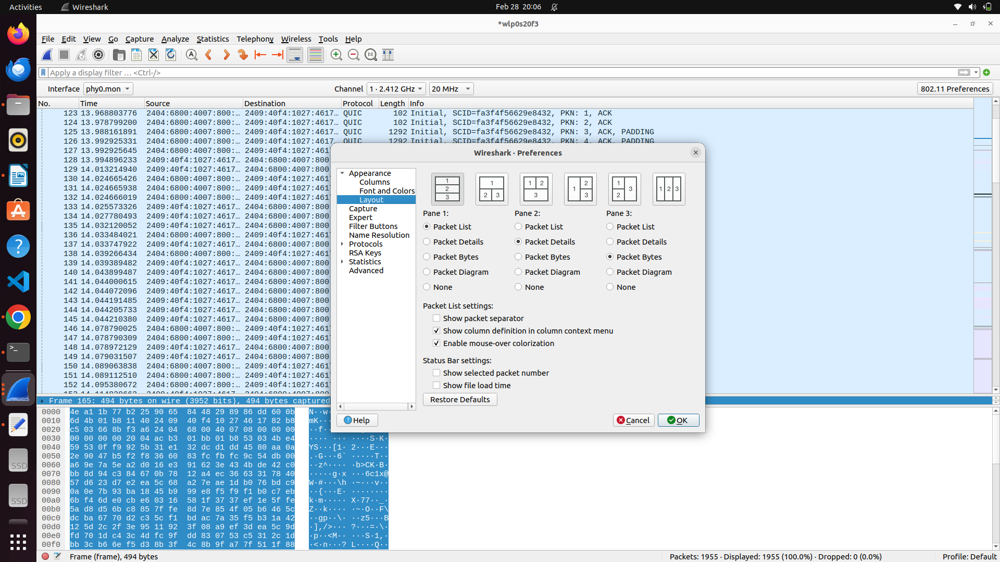 Activities
Wireshark
Feb 28 20:06
*wlp0s20f3
File Edit View Go Capture Analyze Statistics Telephony Wireless Tools Help
Apply a display filter … <Ctrl-/>
Interface phy0.mon Channel 1 · 2.412 GHz 20 MHz 802.11 Preferences
No. Time Source Destination Protocol Length Info
123 13.968803776 2404:6800:4007:800:… 2409:40f4:1027:4617… QUIC 102 Initial, SCID=fa3f4f56629e8432, PKN: 1, ACK
124 13.978799200 2404:6800:4007:800:… 2409:40f4:1027:4617… QUIC 102 Initial, SCID=fa3f4f56629e8432, PKN: 2, ACK
125 13.988161891 2404:6800:4007:800:… 2409:40f4:1027:4617… QUIC 1292 Initial, SCID=fa3f4f56629e8432, PKN: 3, ACK, PADDING
126 13.992925331 2404:6800:4007:800:… 2409:40f4:1027:4617… QUIC 1292 Initial, SCID=fa3f4f56629e8432, PKN: 4, ACK, PADDING
127 13.992925645 2404:6800:4007:800:… 2409:40f4:1027:461
128 13.994896233 2409:40f4:1027:4617… 2404:6800:4007:800
129 14.013214940 2409:40f4:1027:4617… 2404:6800:4007:800
130 14.024665426 2404:6800:4007:800:… 2409:40f4:1027:461
131 14.024665938 2404:6800:4007:800:… 2409:40f4:1027:461
132 14.024666019 2404:6800:4007:800:… 2409:40f4:1027:461
133 14.025573326 2409:40f4:1027:4617… 2404:6800:4007:800
134 14.027780493 2409:40f4:1027:4617… 2404:6800:4007:800
135 14.032120052 2409:40f4:1027:4617… 2404:6800:4007:800
136 14.033484021 2404:6800:4007:800:… 2409:40f4:1027:461
137 14.033747922 2409:40f4:1027:4617… 2404:6800:4007:800
138 14.039266434 2404:6800:4007:800:… 2409:40f4:1027:461
139 14.039389482 2409:40f4:1027:4617… 2404:6800:4007:800
140 14.043899487 2404:6800:4007:800:… 2409:40f4:1027:461
141 14.044000615 2409:40f4:1027:4617… 2404:6800:4007:800
142 14.044072096 2409:40f4:1027:4617… 2404:6800:4007:800
143 14.044191485 2409:40f4:1027:4617… 2404:6800:4007:800
144 14.044205733 2409:40f4:1027:4617… 2404:6800:4007:800
145 14.044210380 2409:40f4:1027:4617… 2404:6800:4007:800
146 14.078790025 2404:6800:4007:800:… 2409:40f4:1027:461
147 14.078790309 2404:6800:4007:800:… 2409:40f4:1027:461
148 14.078972129 2409:40f4:1027:4617… 2404:6800:4007:800
149 14.079031507 2409:40f4:1027:4617… 2404:6800:4007:800
150 14.089063838 2404:6800:4007:800:… 2409:40f4:1027:461
151 14.089112510 2409:40f4:1027:4617… 2404:6800:4007:800
152 14.095380672 2404:6800:4007:800:… 2409:40f4:1027:461
Frame 165: 494 bytes on wire (3952 bits), 494 bytes captured
0000 4e a1 1b 77 b2 25 90 65 84 48 29 89 86 dd 60 0b N··w·
0010 6d 4b 01 b8 11 40 24 09 40 f4 10 27 46 17 82 b8 mK···
0020 c5 03 66 8b f3 a6 24 04 68 00 40 07 08 00 00 00 ··f··
0030 00 00 00 00 20 04 ac b3 01 bb 01 b8 53 03 4b e4 ···· ··· ····S·K·
0040 59 53 0f f9 92 5b 31 e1 32 dc d1 dd 45 80 aa 0a YS···[1· 2···E···
0050 2e 90 47 b5 f2 f8 36 60 83 fc fb fc 9c 54 db 00 .·G···6` ·····T··
0060 a6 9e 7a 5e a2 d0 16 e3 91 62 3e 43 4b de 42 c0 ··z^···· ·b>CK·B·
0070 bb 8d 94 c3 84 67 0b 78 12 a4 ec 36 63 31 78 40 ·····g·x ···6c1x@
0080 57 d6 23 d7 e2 ea 5c 68 a2 7e ae 1d b0 76 bd c9 W·#···\h ·~···v··
0090 0a 0e 7b 93 ba 18 45 b9 99 e8 f5 f9 f1 b0 c7 eb ··{···E· ········
00a0 6b f4 6d e0 cb e6 03 16 58 1f 37 37 ef 1e 5f fe k·m····· X·77··_·
00b0 5a d8 d5 6b c8 85 7f fe 8d 7e 85 4f 05 b6 46 5c Z··k···· ·~·O··F\
00c0 dc ba 67 70 d2 c3 5c f1 bd ac 7a 35 f5 b3 1a 42 ··gp··\· ··z5···B
00d0 12 5d 2c 2f 3e 95 11 92 3f 08 a9 ef 3d ea 5c 9d ·],/>··· ?···=·\·
00e0 fd 70 1d c4 3c 4d fc 9f dd 83 07 53 c5 31 2c 1d ·p··<M·· ···S·1,·
00f0 bb 3c b6 6e f5 d3 8b 3f 4c 8b 9f a7 7f 51 1f 88 ·<·n···? L····Q··
Frame (frame), 494 bytes
Packets: 1955 · Displayed: 1955 (100.0%) · Dropped: 0 (0.0%)
Profile: Default
Wireshark · Preferences
Appearance
Columns
Font and Colors
Layout
Capture
Expert
Filter Buttons
Name Resolution
Protocols
RSA Keys
Statistics
Advanced
1 2 3
1 2 3
1 2 3
1 2 3
1 2 3
1 2 3
Pane 1: Pane 2: Pane 3:
Packet List Packet List Packet List
Packet Details Packet Details Packet Details
Packet Bytes Packet Bytes Packet Bytes
Packet Diagram Packet Diagram Packet Diagram
None None None
Packet List settings:
Show packet separator
Show column definition in column context menu
Enable mouse-over colorization
Status Bar settings:
Show selected packet number
Show file load time
Restore Defaults
Help Cancel OK
SSD
SSD